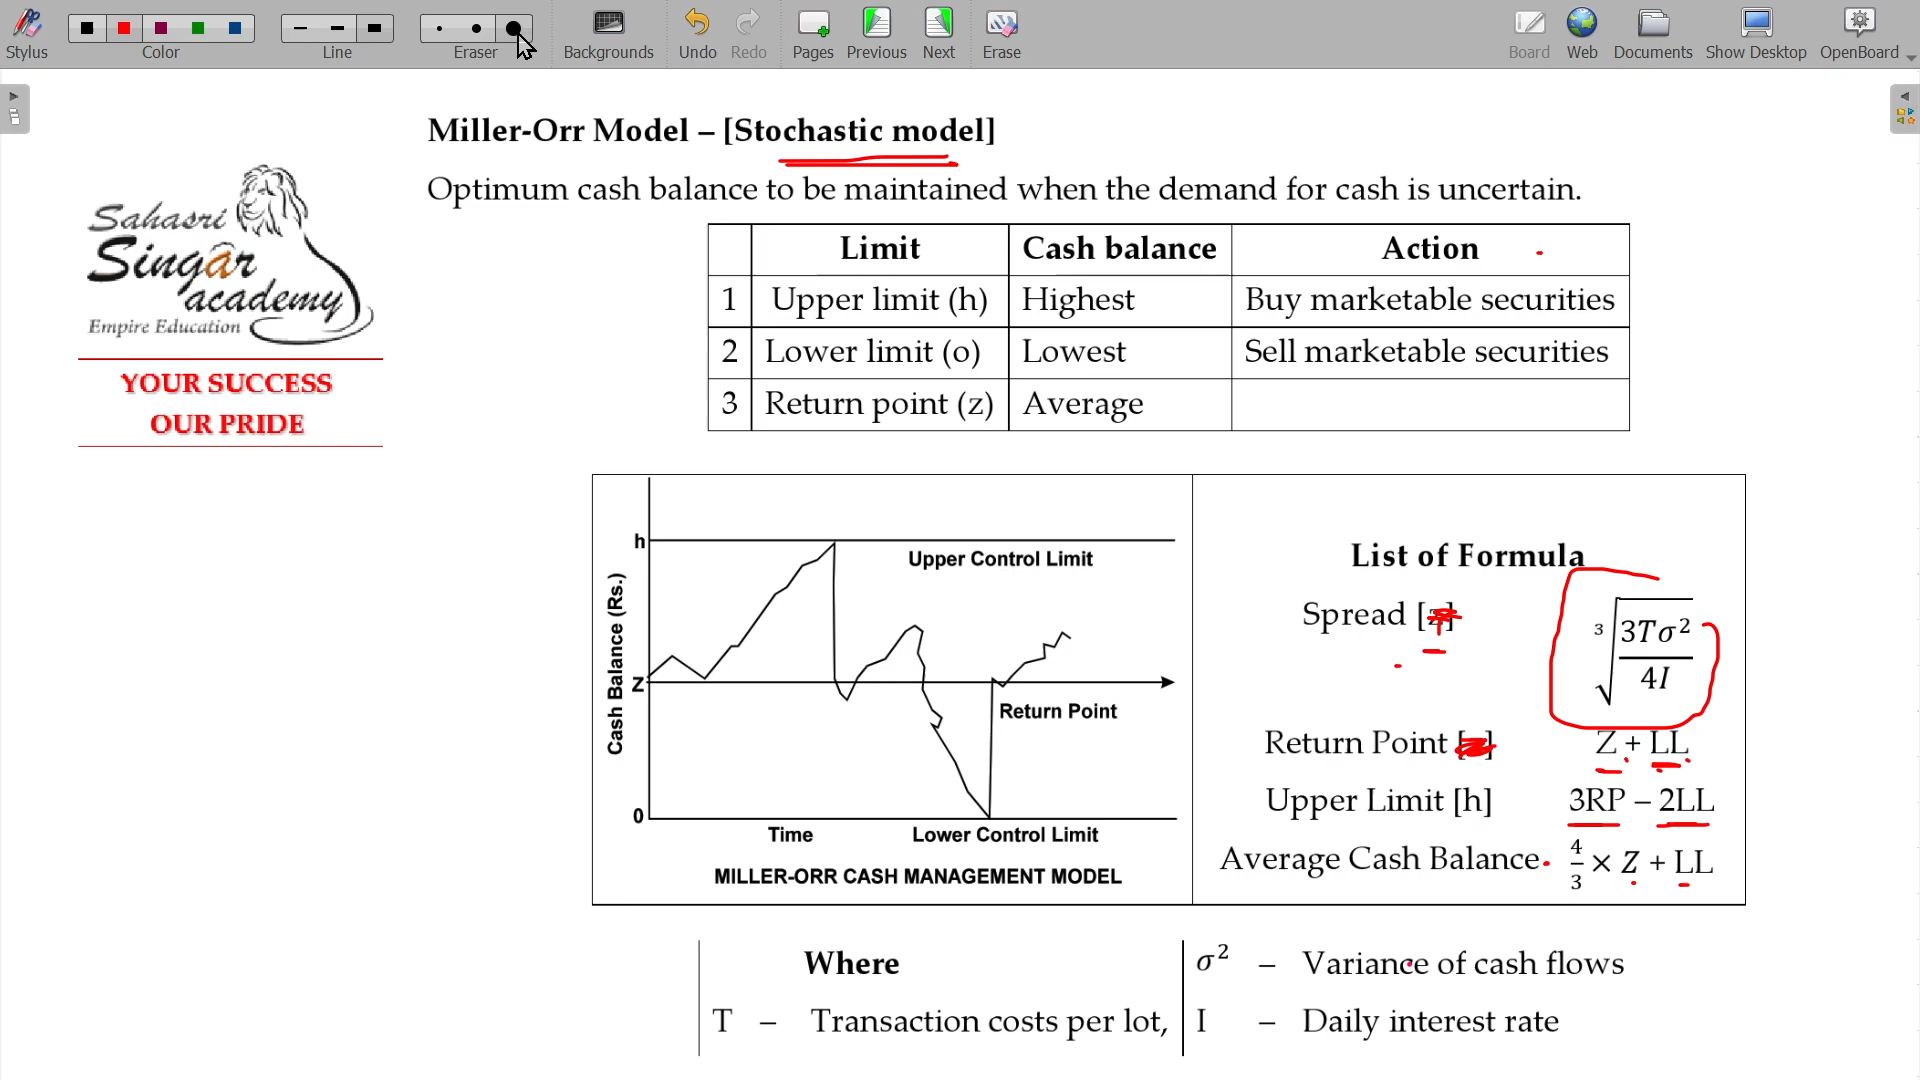 Stylus
Color
Line
Eraser
Backgrounds
Undo
Redo
Pages
Previous
Next
Erase
Board
Web
Documents
Show Desktop
OpenBoard
Miller-Orr Model – [Stochastic model]
Optimum cash balance to be maintained when the demand for cash is uncertain.
Sahasri
Singar
academy
Empire Education
YOUR SUCCESS
OUR PRIDE
Limit Cash balance Action
1 Upper limit (h) Highest Buy marketable securities
2 Lower limit (o) Lowest Sell marketable securities
3 Return point (z) Average
Cash Balance (Rs.)
h
Upper Control Limit
Z
Return Point
0
Time Lower Control Limit
MILLER-ORR CASH MANAGEMENT MODEL
List of Formula
Spread [z] ∛(3Tσ²/4I)
Return Point [ ] Z + LL
Upper Limit [h] 3RP – 2LL
Average Cash Balance 4/3 × Z + LL
Where
T – Transaction costs per lot,
σ² – Variance of cash flows
I – Daily interest rate